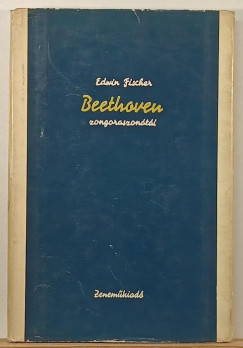 Edwin Fischer
Beethoven
zongoraszonátái
Zeneműkiadó